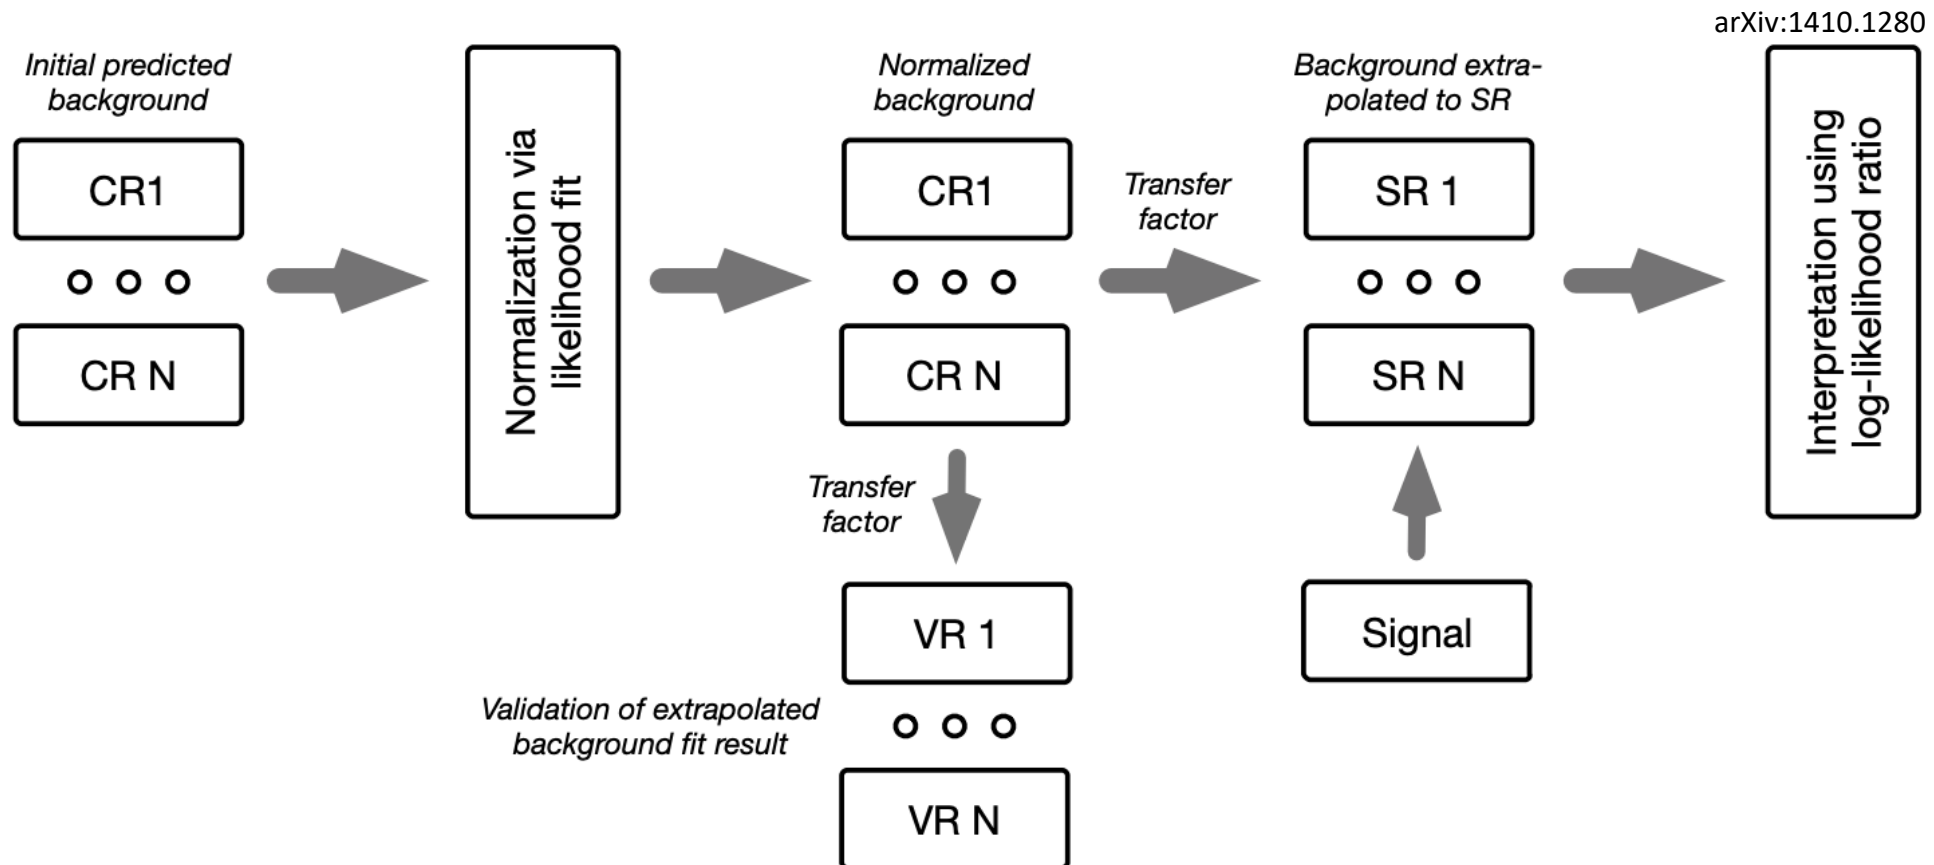 arXiv:1410.1280
Initial predicted
background
CR1
CR N
Normalization via
likelihood fit
Normalized
background
CR1
CR N
Transfer
factor
Background extra-
polated to SR
SR 1
SR N
Interpretation using
log-likelihood ratio
Transfer
factor
VR 1
Validation of extrapolated
background fit result
VR N
Signal